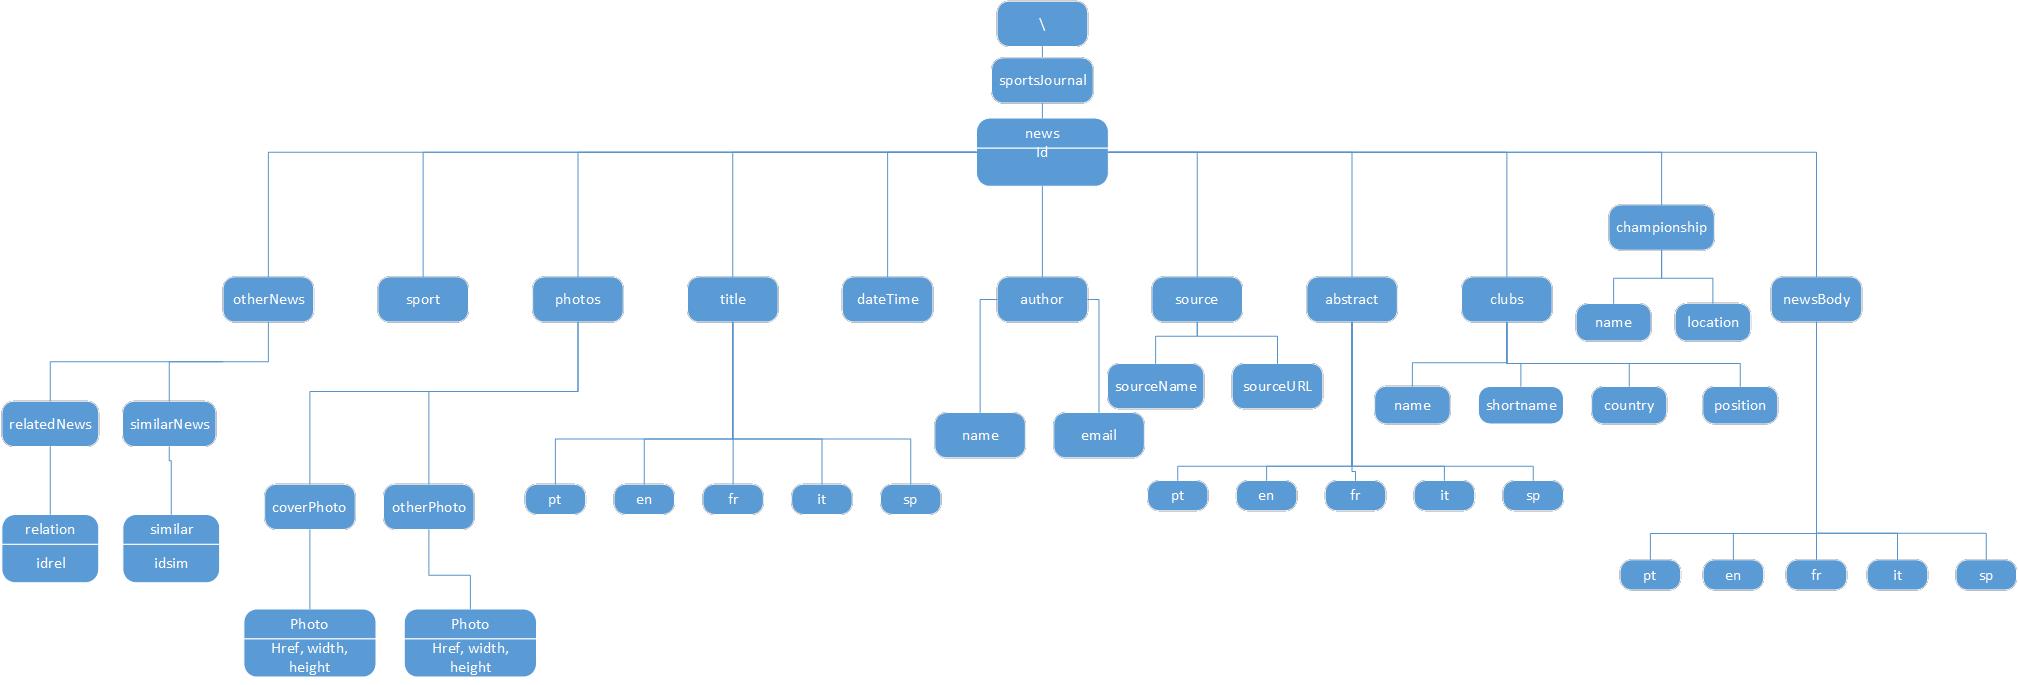 \
sportsJournal
news
Id
championship
otherNews
sport
photos
title
dateTime
author
source
abstract
clubs
newsBody
name
location
sourceName
sourceURL
name
shortname
country
position
relatedNews
similarNews
name
email
coverPhoto
otherPhoto
pt
en
fr
it
sp
pt
en
fr
it
sp
relation
idrel
similar
idsim
pt
en
fr
it
sp
Photo
Href, width,
height
Photo
Href, width,
height